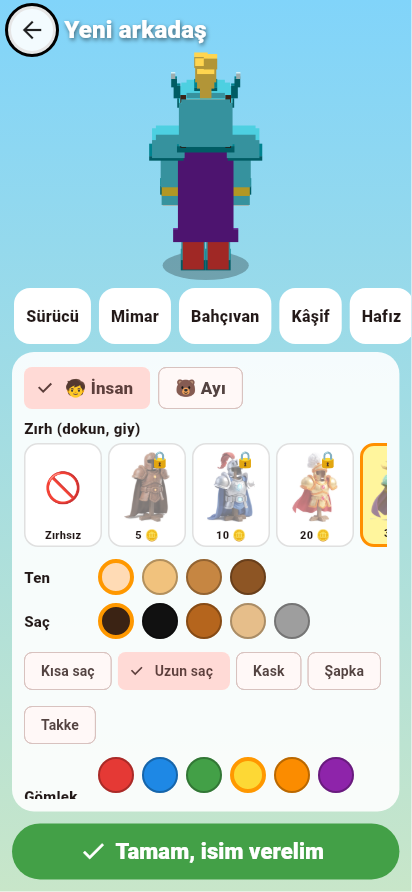 Yeni arkadaş
Sürücü Mimar Bahçıvan Kâşif Hafız
İnsan Ayı
Zırh (dokun, giy)
Zırhsız 5 10 20
Ten
Saç
Kısa saç Uzun saç Kask Şapka
Takke
Gömlek
Tamam, isim verelim